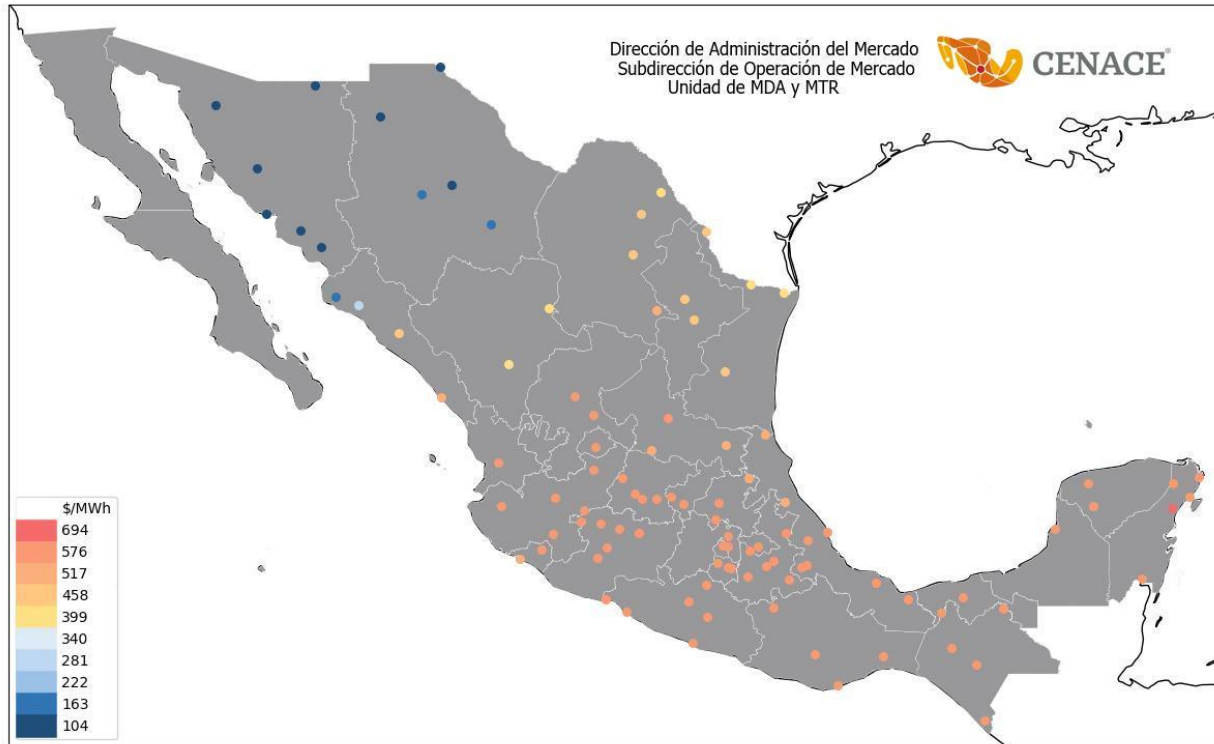 Dirección de Administración del Mercado
Subdirección de Operación de Mercado
Unidad de MDA y MTR
CENACE®
$/MWh
694
576
517
458
399
340
281
222
163
104